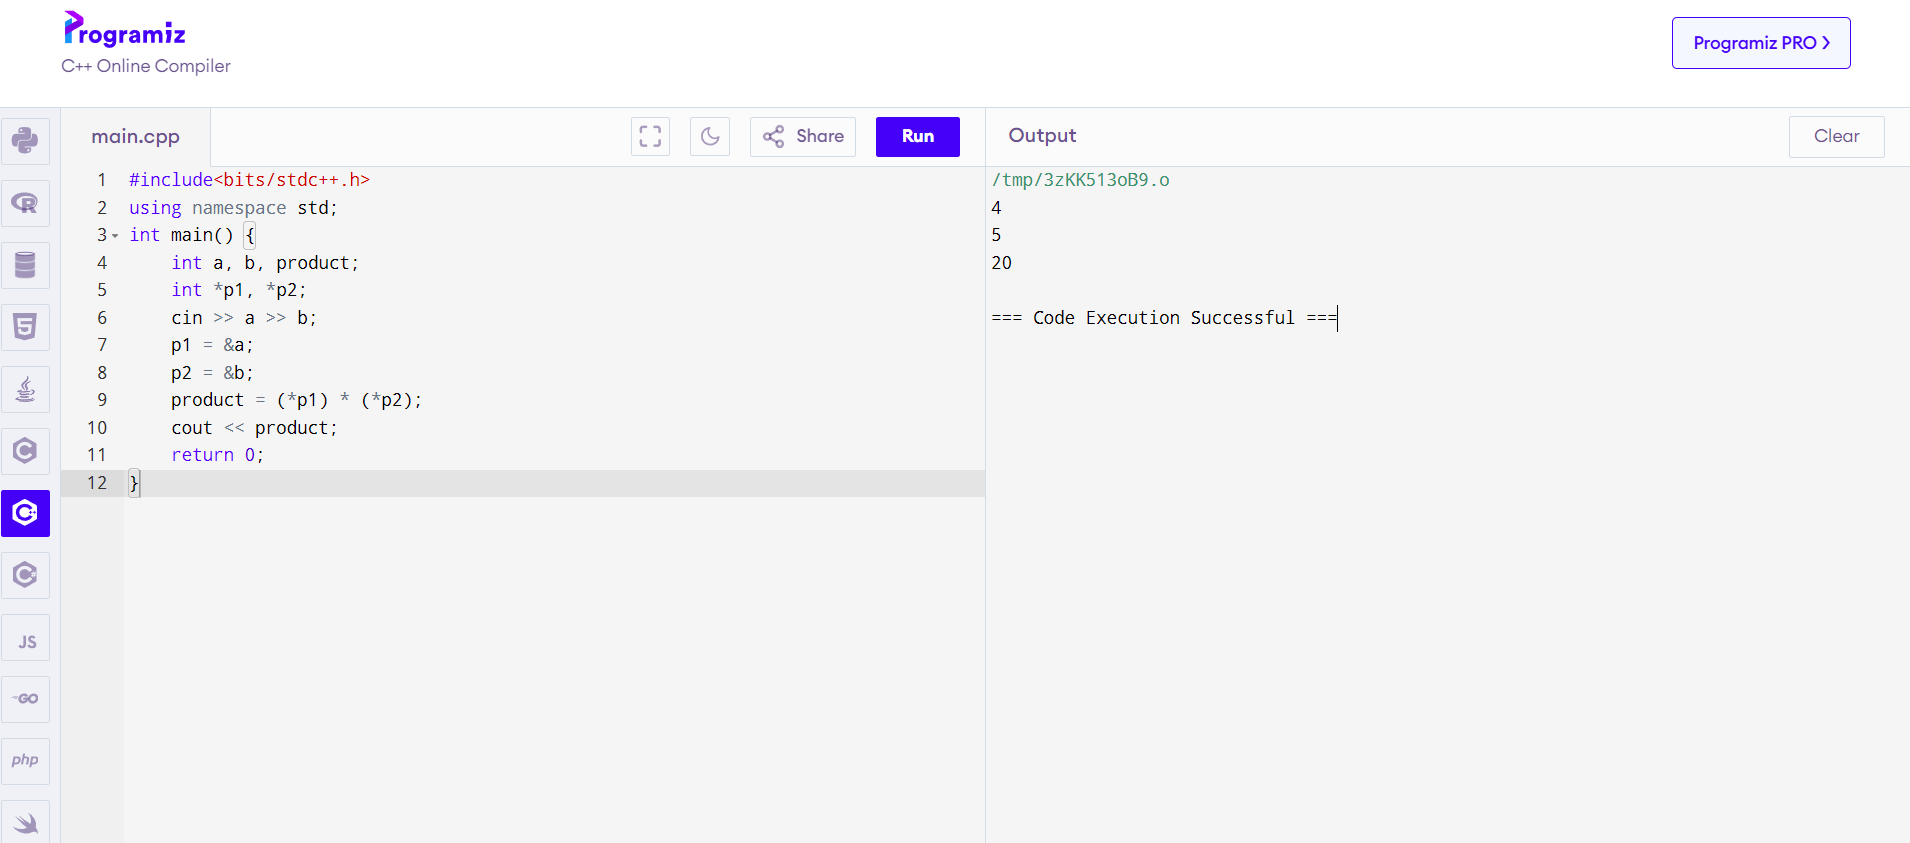 Programiz
C++ Online Compiler
Programiz PRO ❯
main.cpp
Share
Run
Output
Clear
1 #include<bits/stdc++.h>
2 using namespace std;
3 int main() {
4     int a, b, product;
5     int *p1, *p2;
6     cin >> a >> b;
7     p1 = &a;
8     p2 = &b;
9     product = (*p1) * (*p2);
10     cout << product;
11     return 0;
12 }
/tmp/3zKK513oB9.o
4
5
20
=== Code Execution Successful ===
R
5
C
C++
C#
JS
GO
php